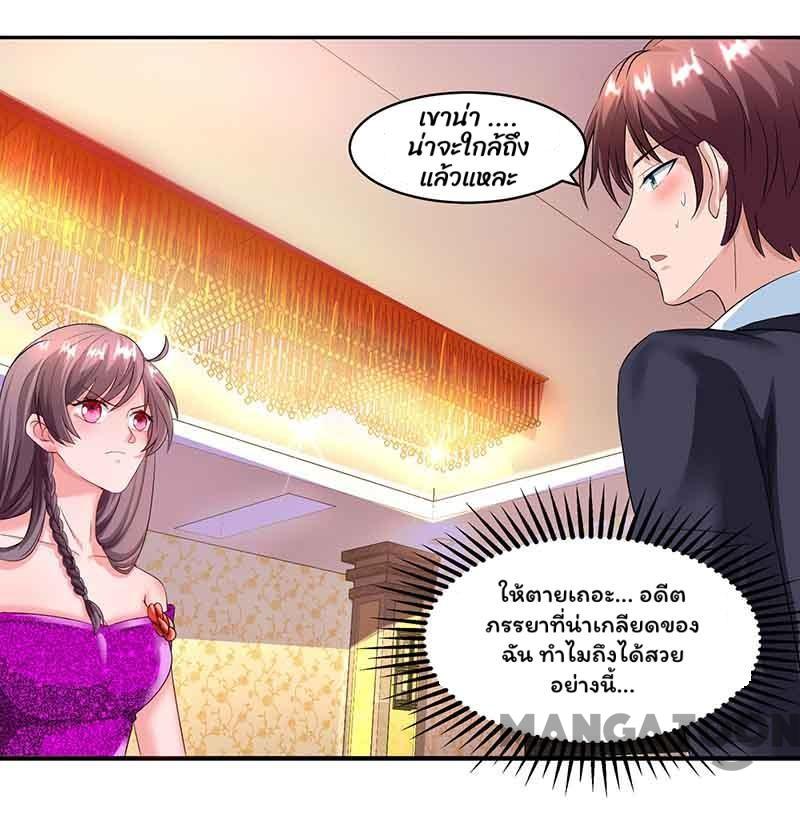 เขาน่า ....
น่าจะใกล้ถึง
แล้วแหละ
ให้ตายเถอะ... อดีต
ภรรยาที่น่าเกลียดของ
ฉัน ทำไมถึงได้สวย
อย่างนี้...
MANGATOON